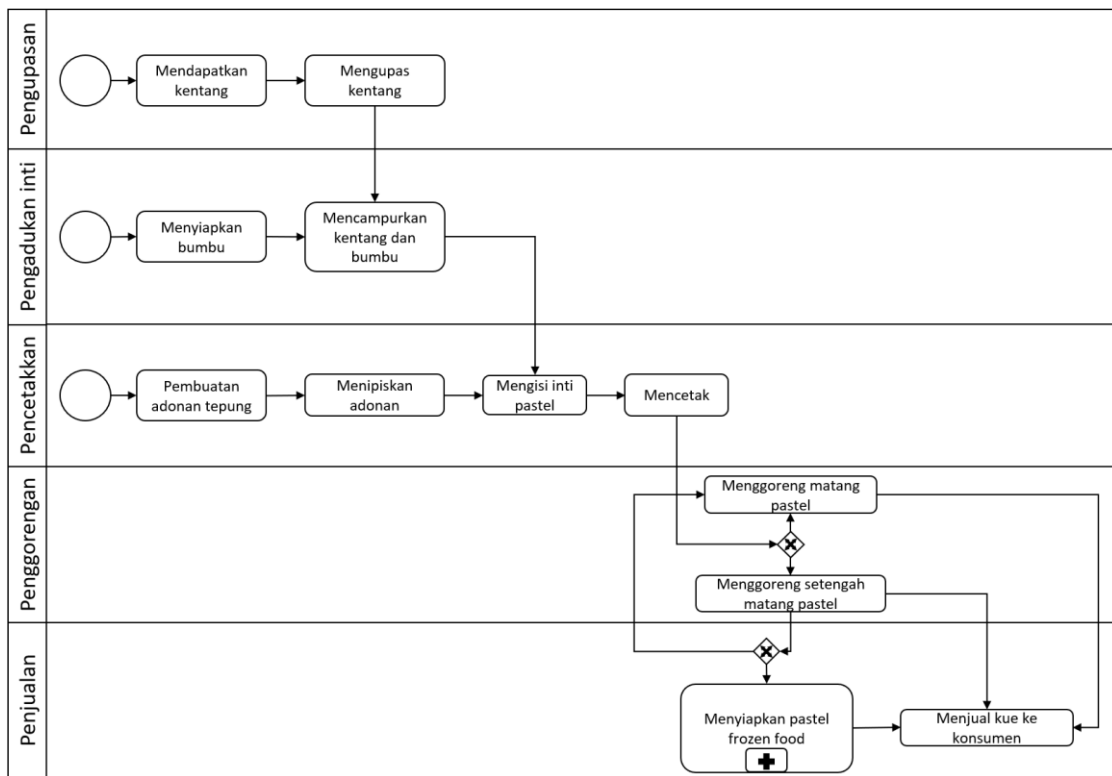 Pengupasan
Mendapatkan
kentang
Mengupas
kentang
Pengadukan inti
Menyiapkan
bumbu
Mencampurkan
kentang dan
bumbu
Pencetakkan
Pembuatan
adonan tepung
Menipiskan
adonan
Mengisi inti
pastel
Mencetak
Penggorengan
Menggoreng matang
pastel
Menggoreng setengah
matang pastel
Penjualan
Menyiapkan pastel
frozen food
Menjual kue ke
konsumen